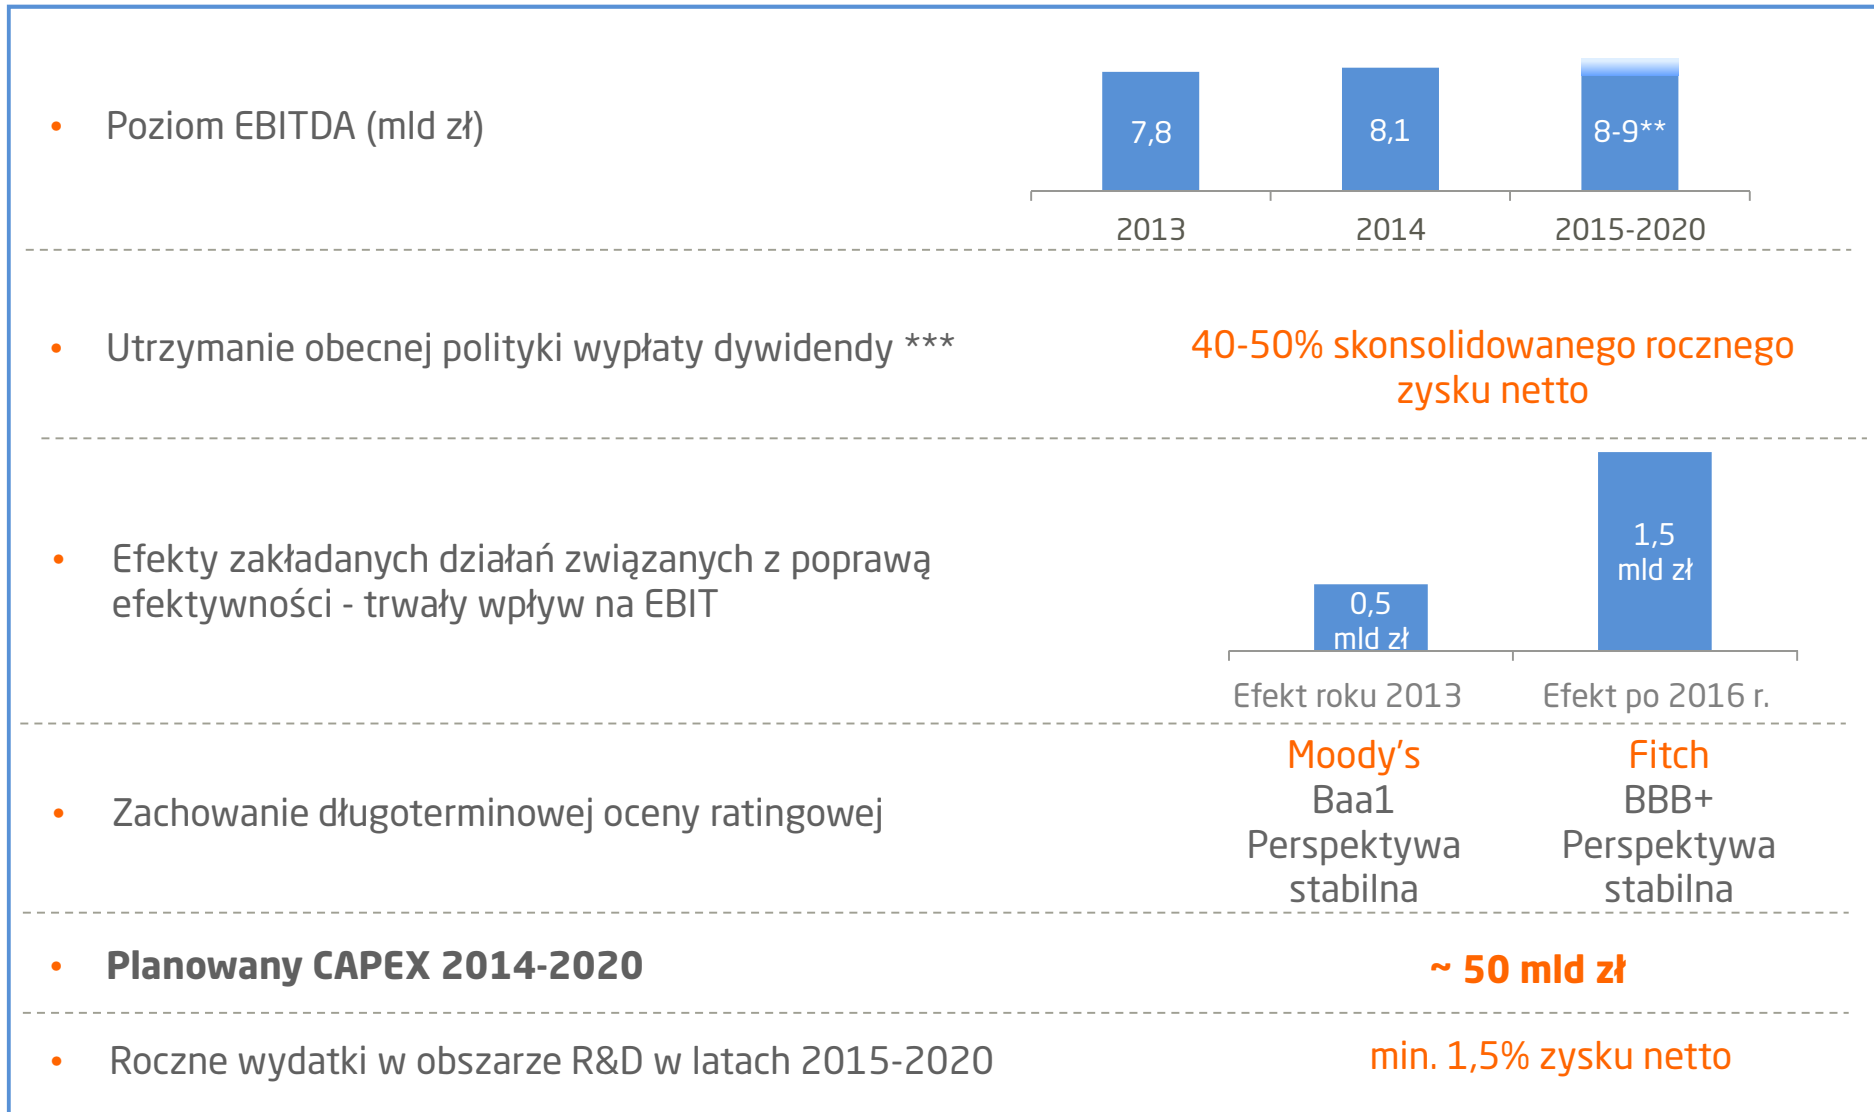 • Poziom EBITDA (mld zł)
7,8
8,1
8-9**
2013
2014
2015-2020
• Utrzymanie obecnej polityki wypłaty dywidendy ***
40-50% skonsolidowanego rocznego
zysku netto
• Efekty zakładanych działań związanych z poprawą
efektywności - trwały wpływ na EBIT
0,5
mld zł
1,5
mld zł
Efekt roku 2013
Efekt po 2016 r.
• Zachowanie długoterminowej oceny ratingowej
Moody’s
Baa1
Perspektywa
stabilna
Fitch
BBB+
Perspektywa
stabilna
• Planowany CAPEX 2014-2020
~ 50 mld zł
• Roczne wydatki w obszarze R&D w latach 2015-2020
min. 1,5% zysku netto